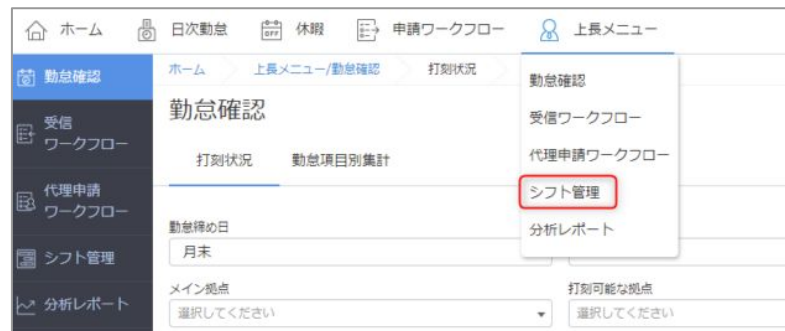 ホーム 日次勤怠 休暇 申請ワークフロー 上長メニュー
勤怠確認
受信
ワークフロー
代理申請
ワークフロー
シフト管理
分析レポート
ホーム 上長メニュー/勤怠確認 打刻状況
勤怠確認
打刻状況 勤怠項目別集計
勤怠締め日
月末
メイン拠点
選択してください
打刻可能な拠点
選択してください
勤怠確認
受信ワークフロー
代理申請ワークフロー
シフト管理
分析レポート